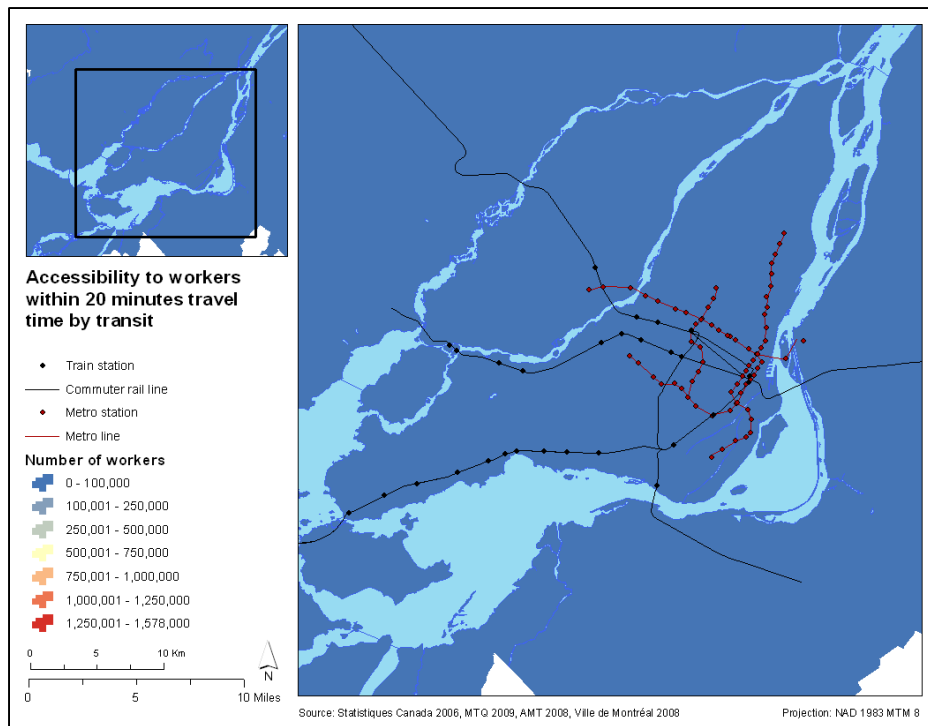 Accessibility to workers
within 20 minutes travel
time by transit
Train station
Commuter rail line
Metro station
Metro line
Number of workers
0 - 100,000
100,001 - 250,000
250,001 - 500,000
500,001 - 750,000
750,001 - 1,000,000
1,000,001 - 1,250,000
1,250,001 - 1,578,000
0 5 10 Km
N
0 5 10 Miles
Source: Statistiques Canada 2006, MTQ 2009, AMT 2008, Ville de Montréal 2008 Projection: NAD 1983 MTM 8